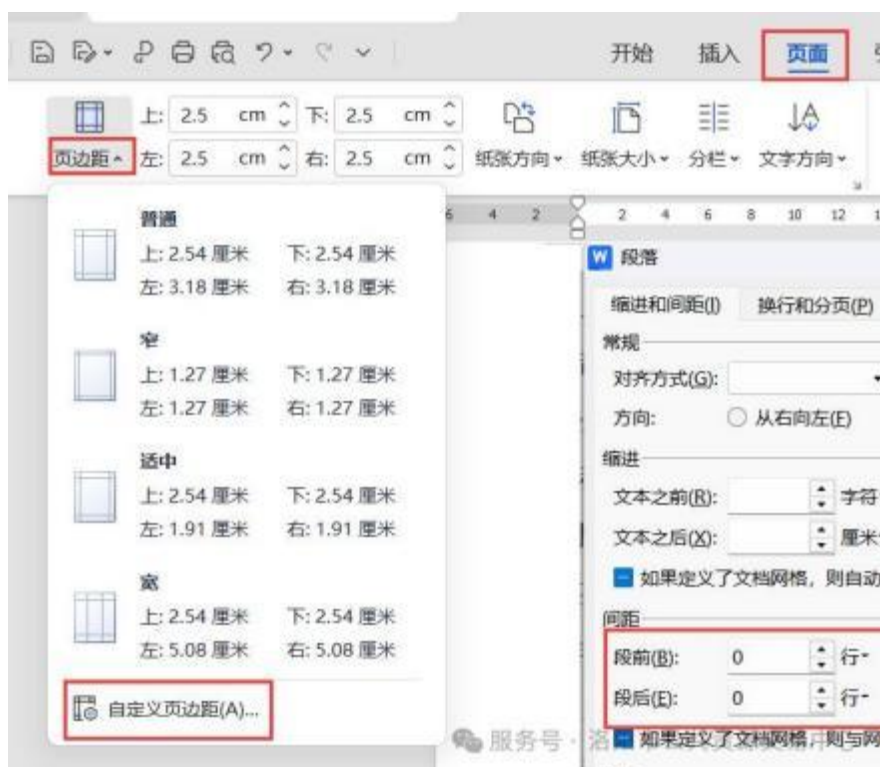 开始 插入 页面
上: 2.5 cm 下: 2.5 cm
页边距 左: 2.5 cm 右: 2.5 cm 纸张方向 纸张大小 分栏 文字方向
6 4 2 2 4 6 8 10 12
普通
上: 2.54 厘米 下: 2.54 厘米
左: 3.18 厘米 右: 3.18 厘米
窄
上: 1.27 厘米 下: 1.27 厘米
左: 1.27 厘米 右: 1.27 厘米
适中
上: 2.54 厘米 下: 2.54 厘米
左: 1.91 厘米 右: 1.91 厘米
宽
上: 2.54 厘米 下: 2.54 厘米
左: 5.08 厘米 右: 5.08 厘米
自定义页边距(A)...
W 段落
缩进和间距(I) 换行和分页(P)
常规
对齐方式(G):
方向: 从右向左(F)
缩进
文本之前(R): 字符
文本之后(X): 厘米
如果定义了文档网格，则自动
间距
段前(B): 0 行
段后(E): 0 行
如果定义了文档网格，则与网
服务号 · 洛